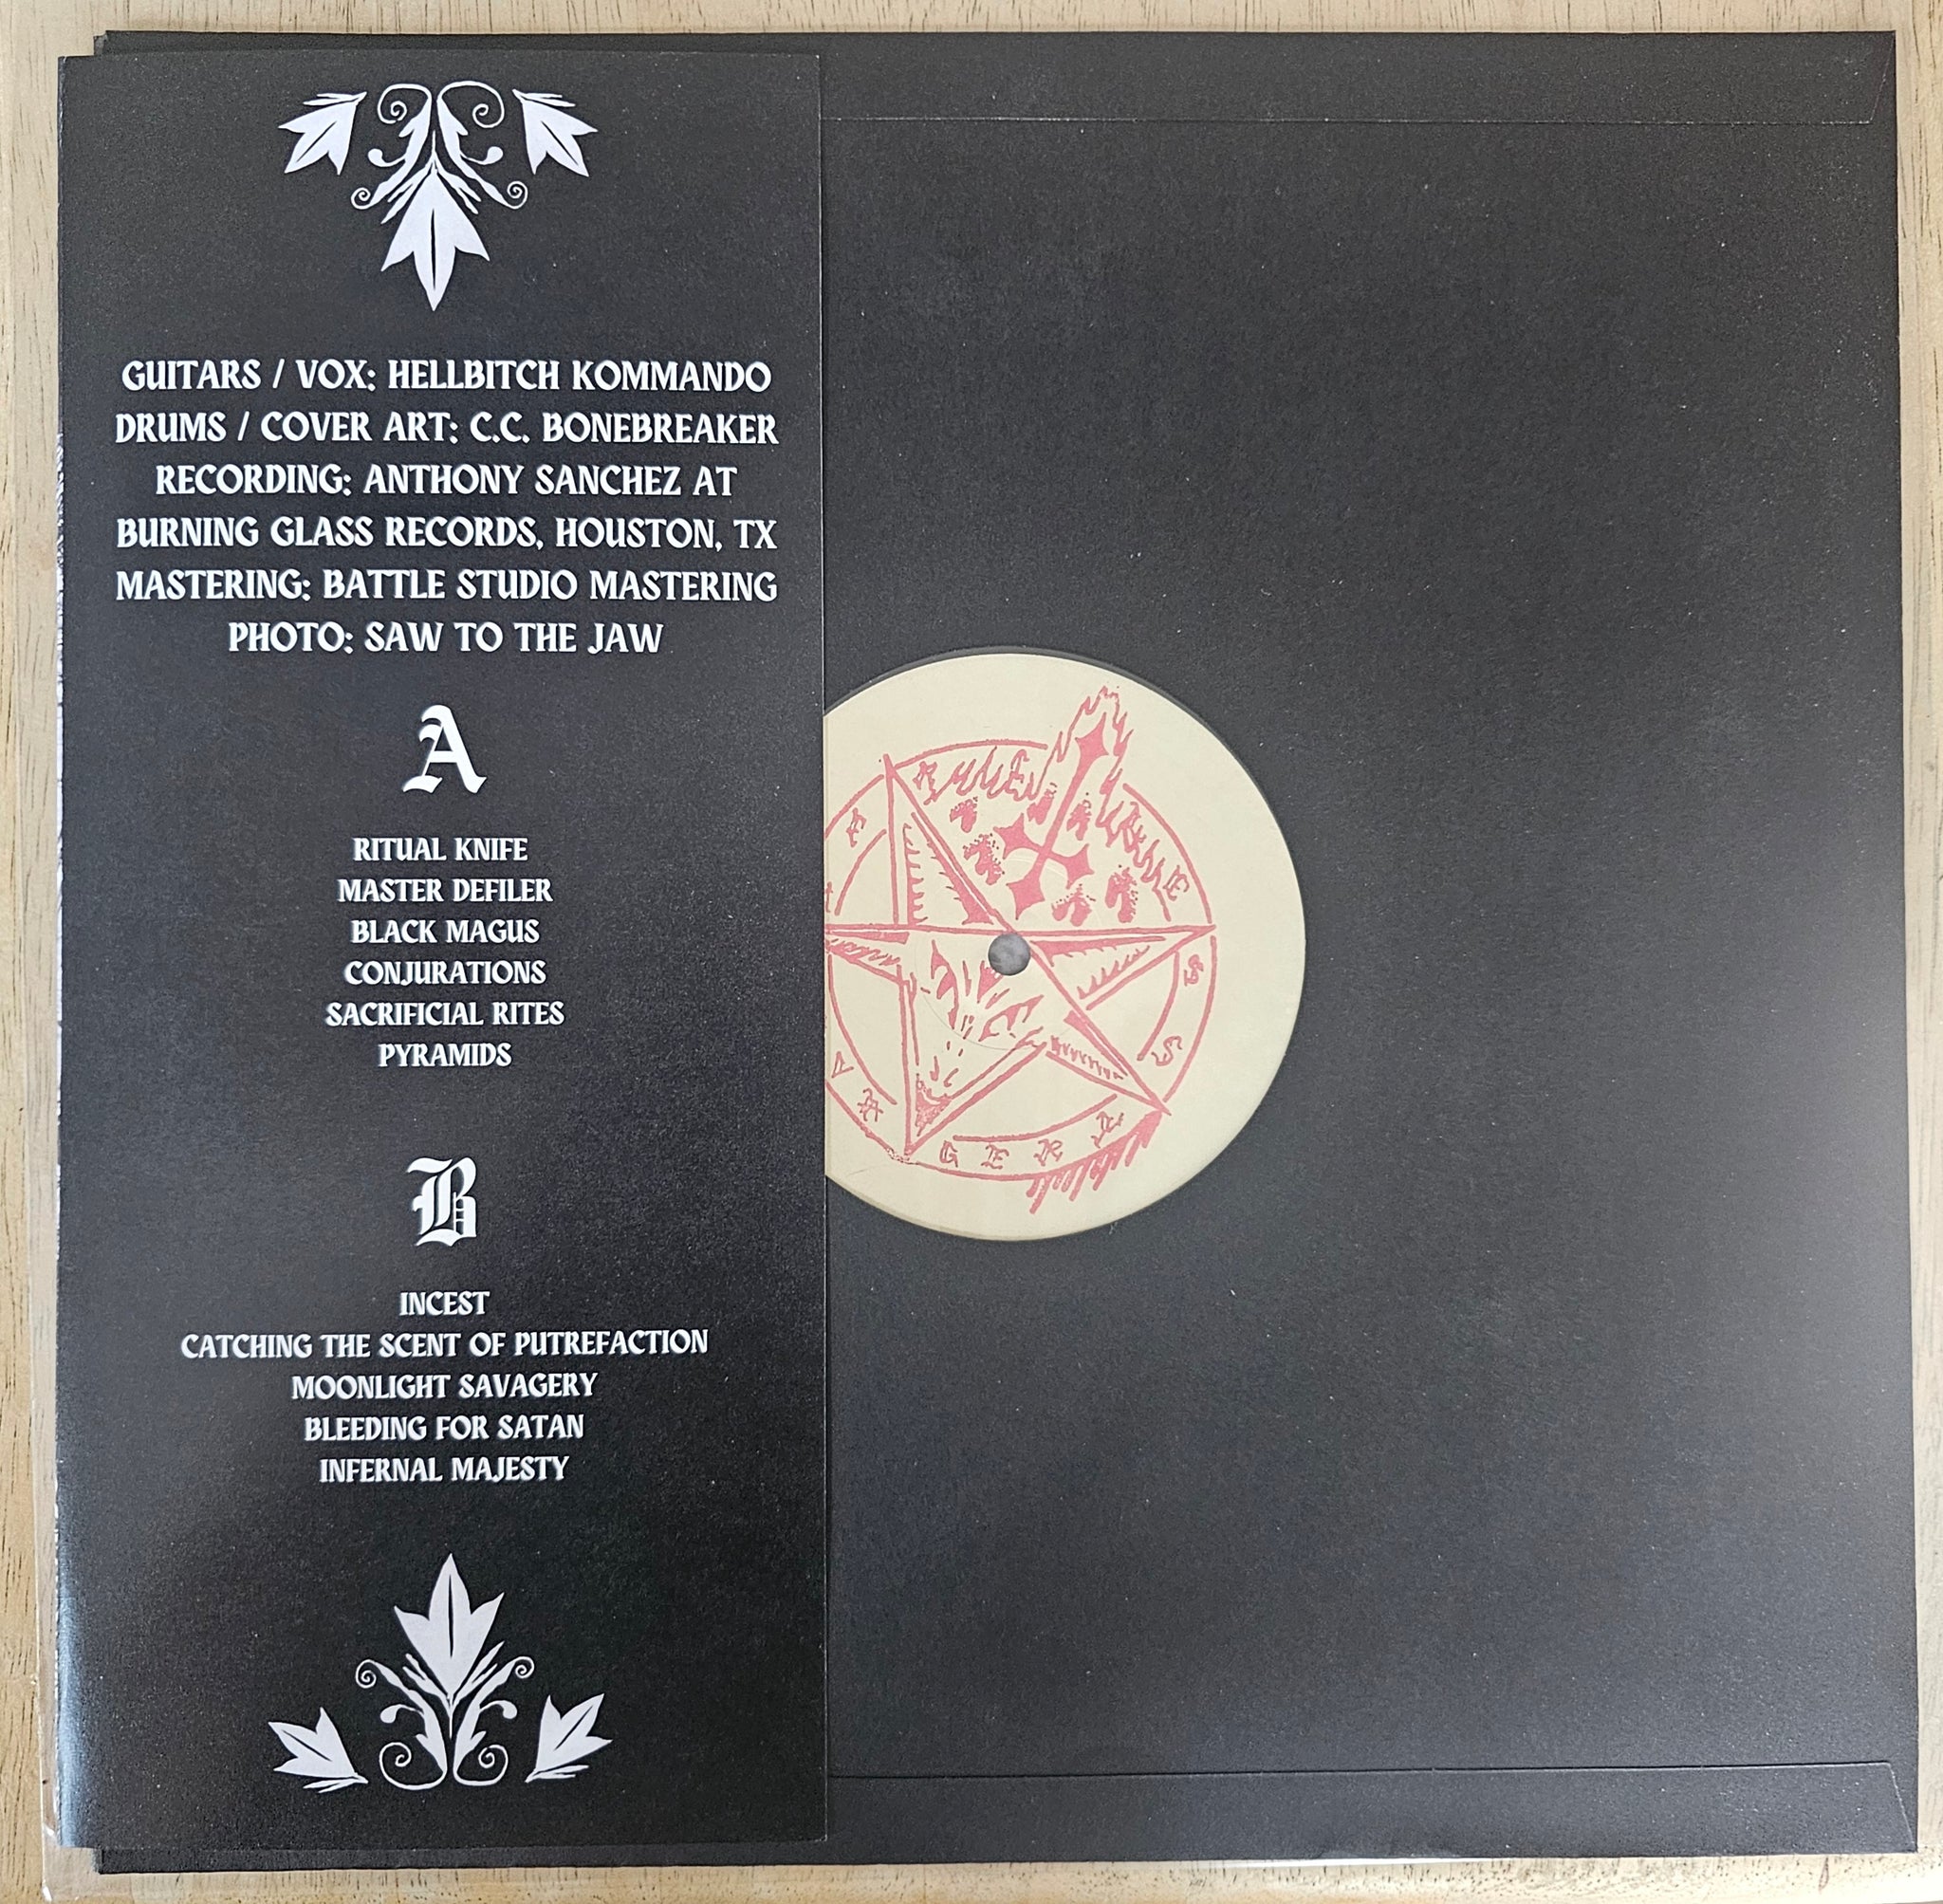 GUITARS / VOX: HELLBITCH KOMMANDO
DRUMS / COVER ART: C.C. BONEBREAKER
RECORDING: ANTHONY SANCHEZ AT
BURNING GLASS RECORDS, HOUSTON, TX
MASTERING: BATTLE STUDIO MASTERING
PHOTO: SAW TO THE JAW
A
RITUAL KNIFE
MASTER DEFILER
BLACK MAGUS
CONJURATIONS
SACRIFICIAL RITES
PYRAMIDS
B
INCEST
CATCHING THE SCENT OF PUTREFACTION
MOONLIGHT SAVAGERY
BLEEDING FOR SATAN
INFERNAL MAJESTY